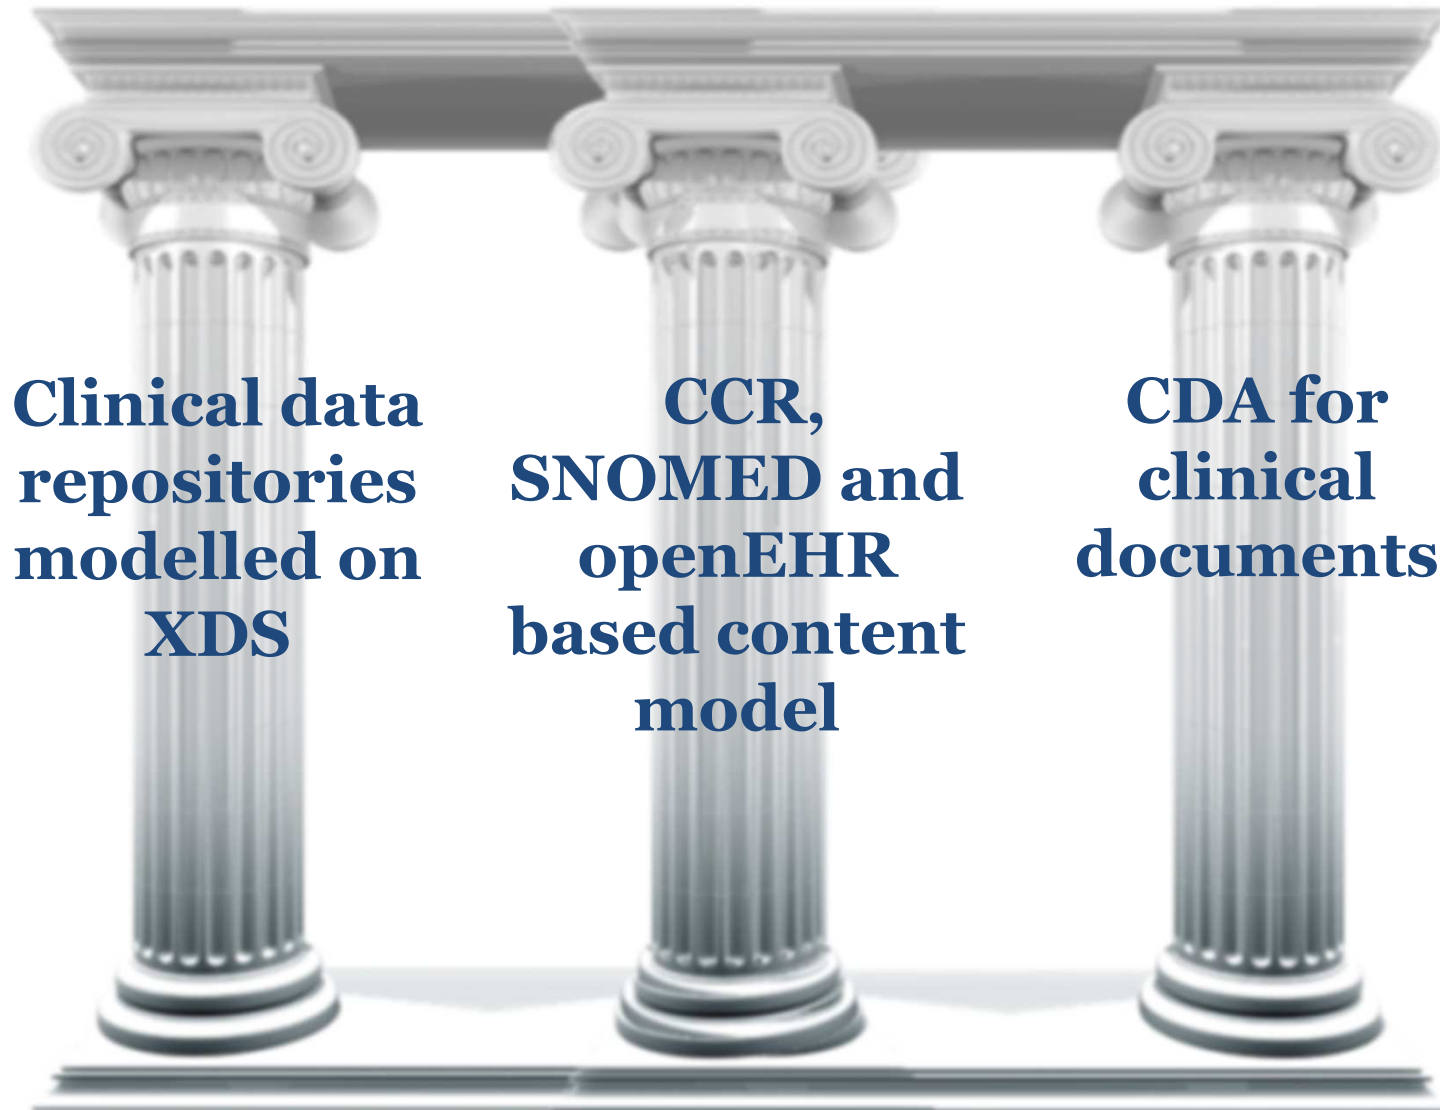 Clinical data
repositories
modelled on
XDS
CCR,
SNOMED and
openEHR
based content
model
CDA for
clinical
documents